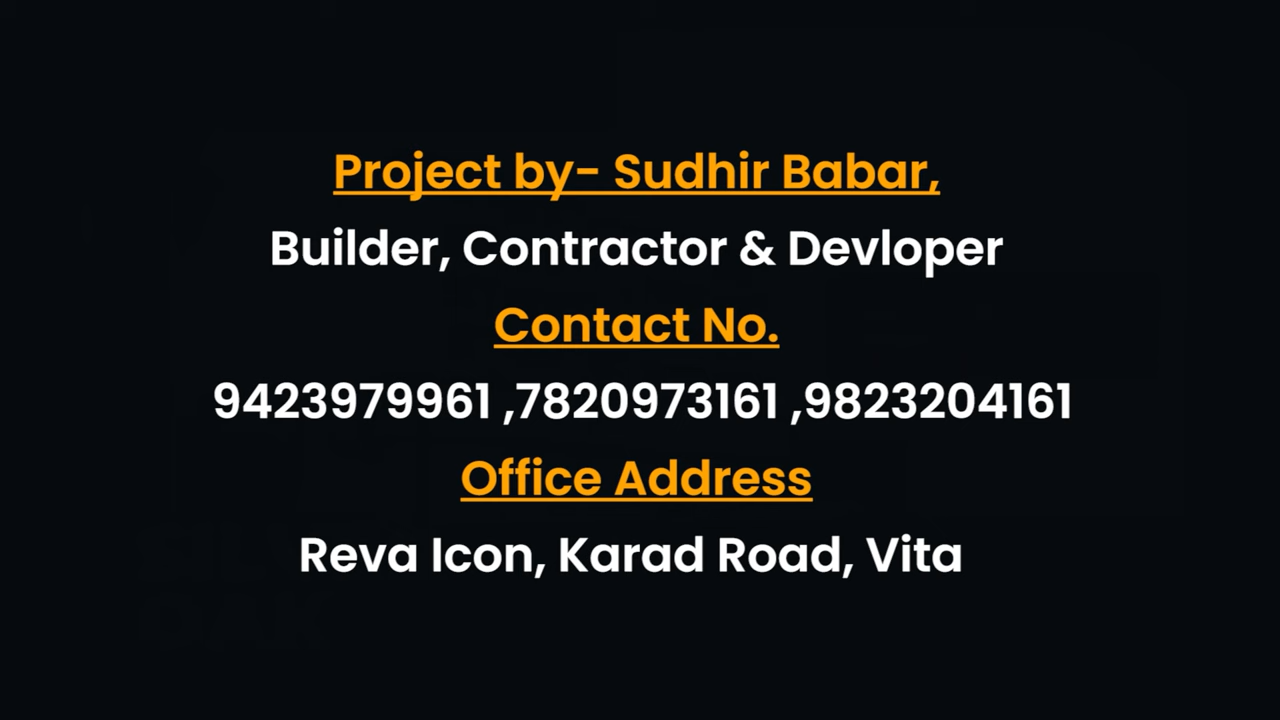 Project by- Sudhir Babar,
Builder, Contractor & Devloper
Contact No.
9423979961 ,7820973161 ,9823204161
Office Address
Reva Icon, Karad Road, Vita